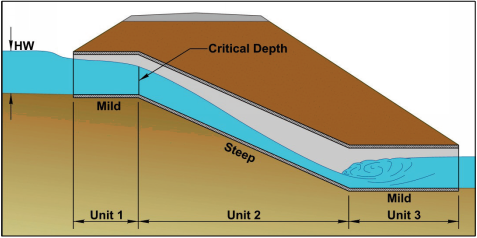 HW
Critical Depth
Mild
Steep
Mild
Unit 1
Unit 2
Unit 3